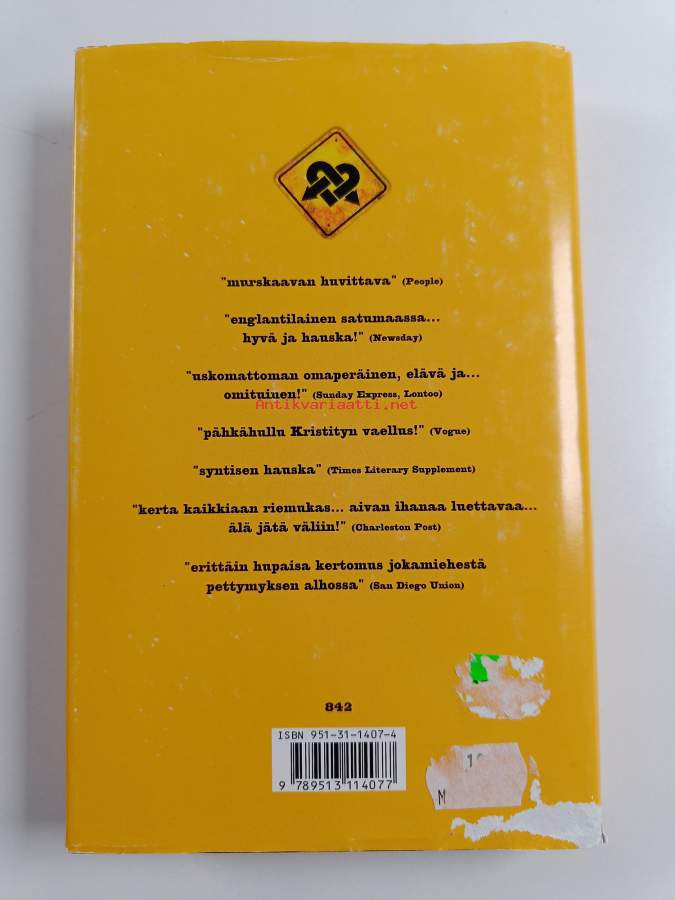 "murskaavan huvittava" (People)
"englantilainen satumaassa...
hyvä ja hauska!" (Newsday)
"uskomattoman omaperäinen, elävä ja...
omituinen!" (Sunday Express, Lontoo)
Antikvariaatti.net
"pähkähullu Kristityn vaellus!" (Vogue)
"syntisen hauska" (Times Literary Supplement)
"kerta kaikkiaan riemukas... aivan ihanaa luettavaa...
älä jätä väliin!" (Charleston Post)
"erittäin hupaisa kertomus jokamiehestä
pettymyksen alhossa" (San Diego Union)
842
ISBN 951-31-1407-4
9 789513 114077
M